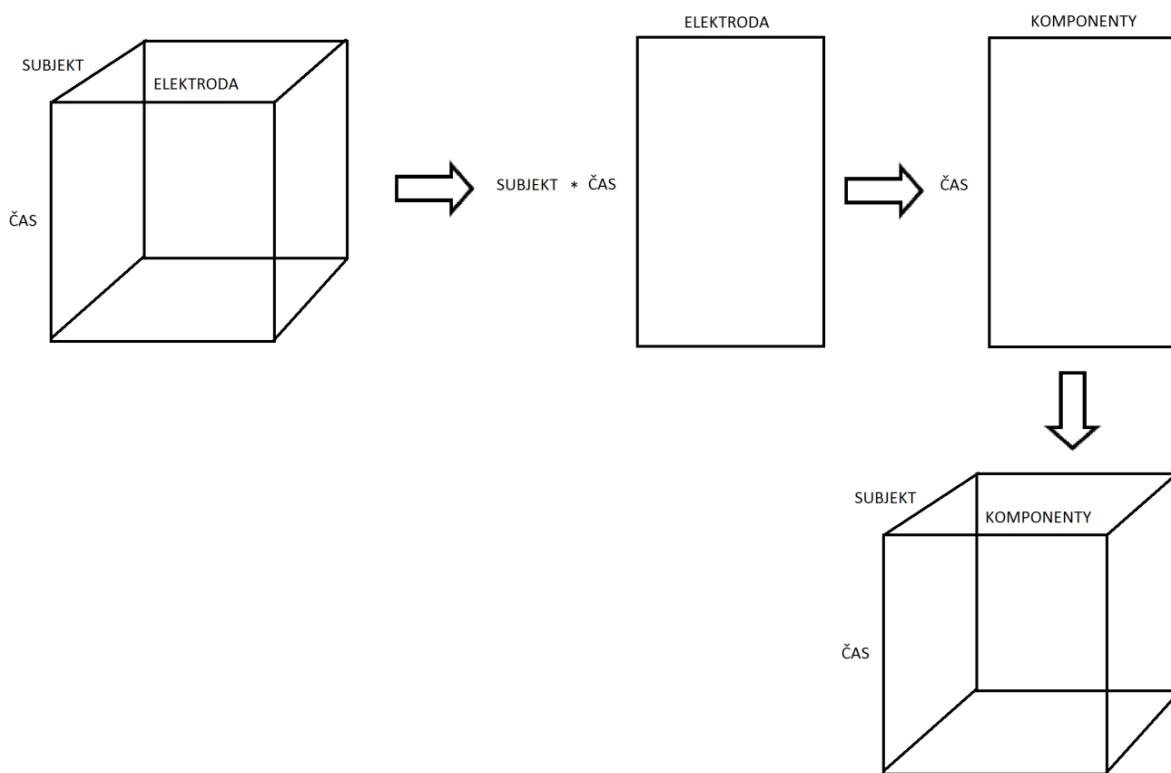 SUBJEKT
ELEKTRODA
ČAS
SUBJEKT * ČAS
ELEKTRODA
KOMPONENTY
ČAS
SUBJEKT
KOMPONENTY
ČAS